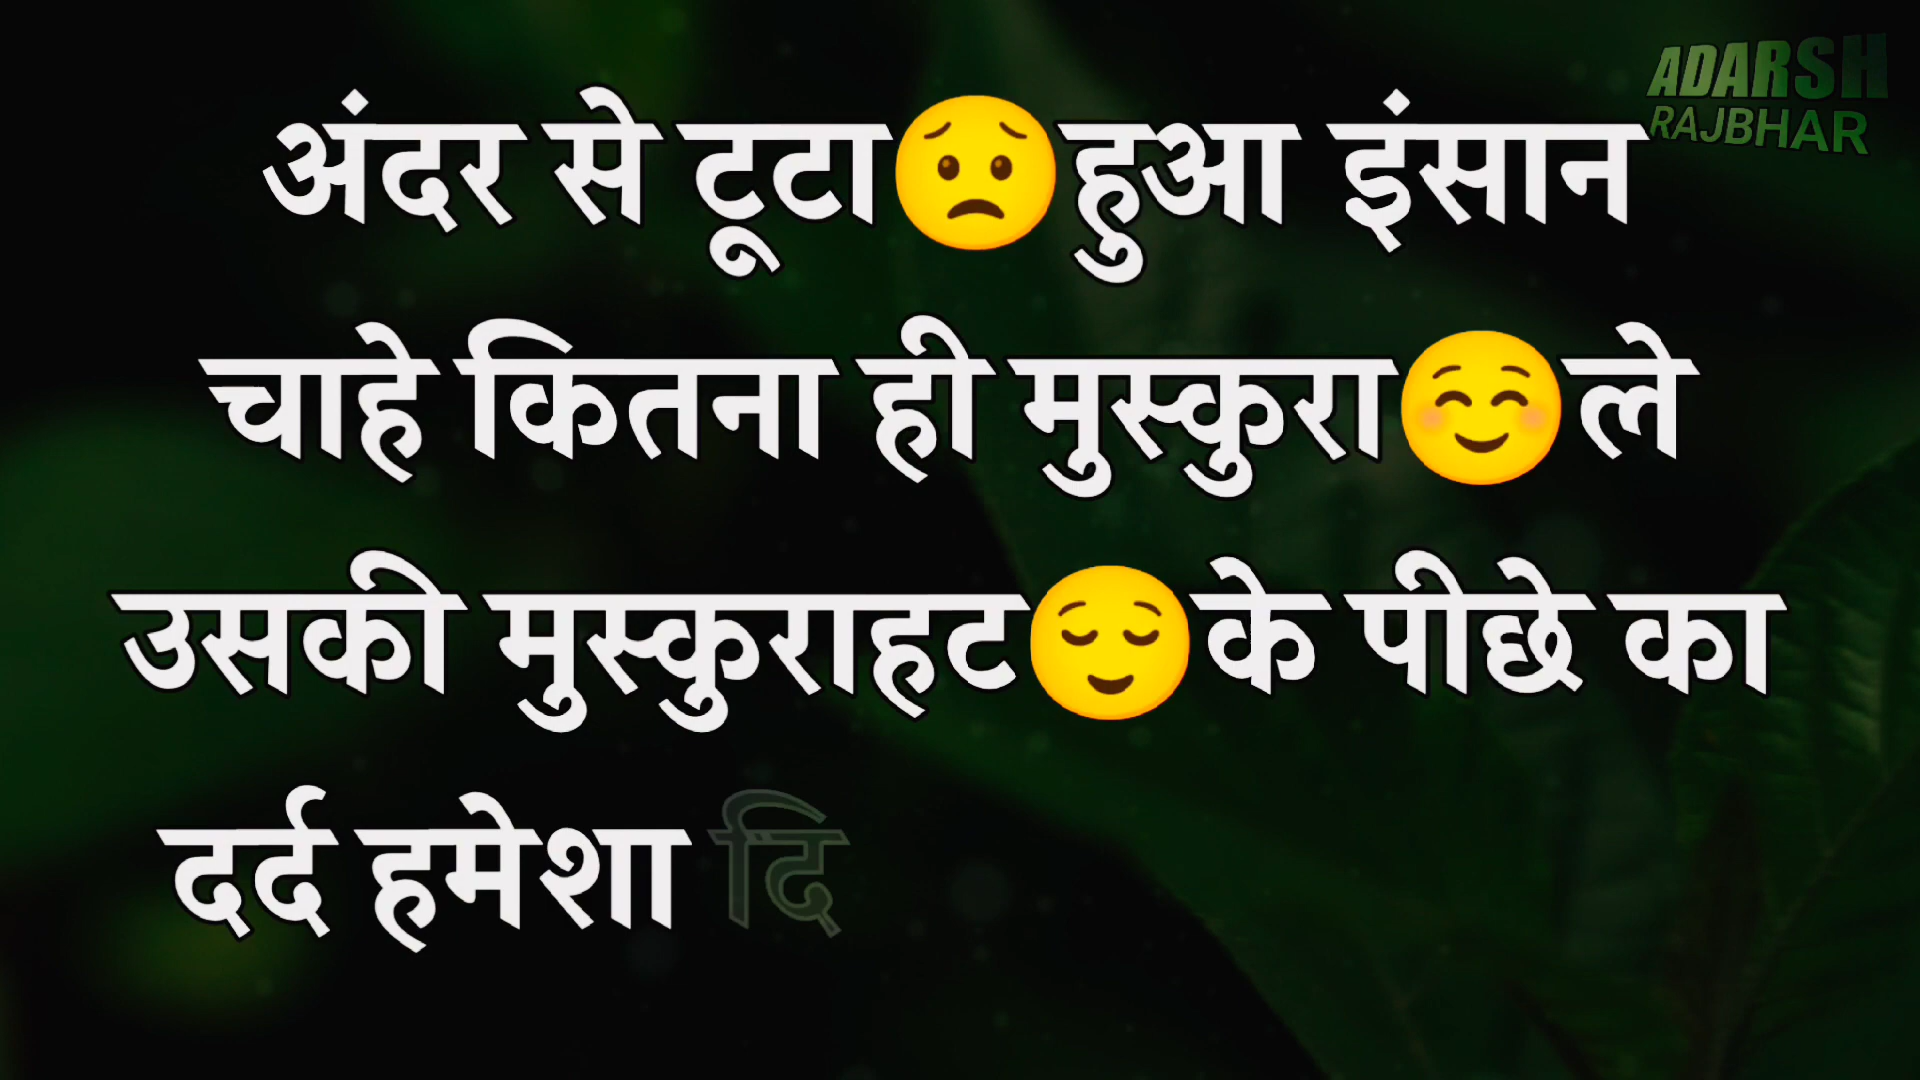 ADARSH
RAJBHAR
अंदर से टूटा😟हुआ इंसान
चाहे कितना ही मुस्कुरा☺️ले
उसकी मुस्कुराहट😌के पीछे का
दर्द हमेशा दि